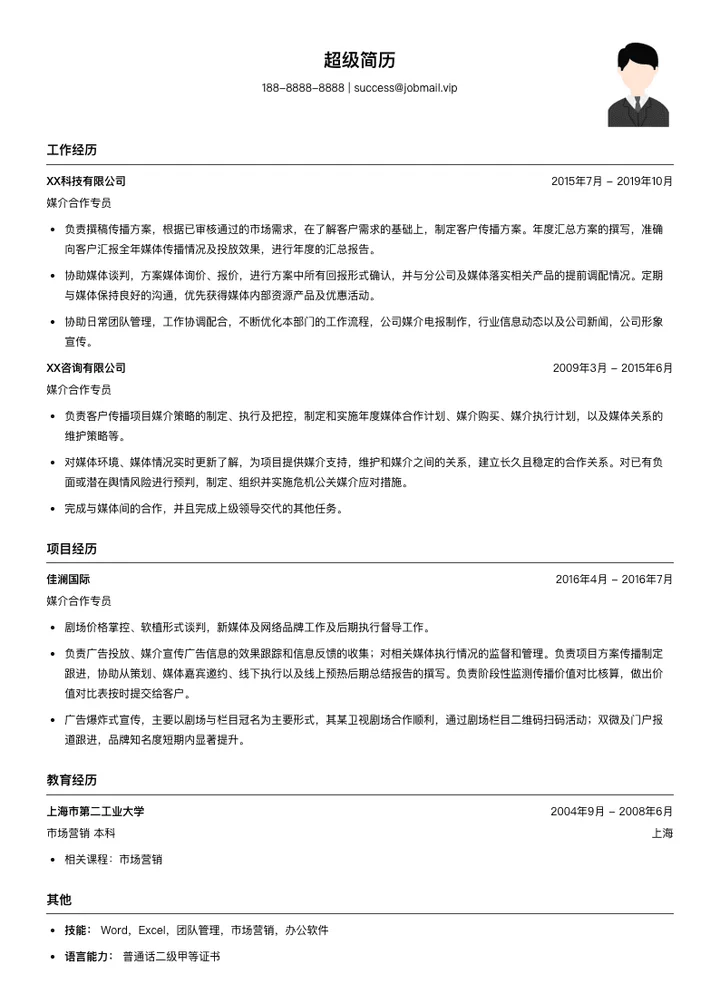 超级简历
188-8888-8888 | success@jobmail.vip
工作经历
XX科技有限公司 2015年7月 – 2019年10月
媒介合作专员
• 负责撰稿传播方案，根据已审核通过的市场需求，在了解客户需求的基础上，制定客户传播方案。年度汇总方案的撰写，准确
向客户汇报全年媒体传播情况及投放效果，进行年度的汇总报告。
• 协助媒体谈判，方案媒体询价、报价，进行方案中所有回报形式确认，并与分公司及媒体落实相关产品的提前调配情况。定期
与媒体保持良好的沟通，优先获得媒体内部资源产品及优惠活动。
• 协助日常团队管理，工作协调配合，不断优化本部门的工作流程，公司媒介电报制作，行业信息动态以及公司新闻，公司形象
宣传。
XX咨询有限公司 2009年3月 – 2015年6月
媒介合作专员
• 负责客户传播项目媒介策略的制定、执行及把控，制定和实施年度媒体合作计划、媒介购买、媒介执行计划，以及媒体关系的
维护策略等。
• 对媒体环境、媒体情况实时更新了解，为项目提供媒介支持，维护和媒介之间的关系，建立长久且稳定的合作关系。对已有负
面或潜在舆情风险进行预判，制定、组织并实施危机公关媒介应对措施。
• 完成与媒体间的合作，并且完成上级领导交代的其他任务。
项目经历
佳澜国际 2016年4月 – 2016年7月
媒介合作专员
• 剧场价格掌控、软植形式谈判，新媒体及网络品牌工作及后期执行督导工作。
• 负责广告投放、媒介宣传广告信息的效果跟踪和信息反馈的收集；对相关媒体执行情况的监督和管理。负责项目方案传播制定
跟进，协助从策划、媒体嘉宾邀约、线下执行以及线上预热后期总结报告的撰写。负责阶段性监测传播价值对比核算，做出价
值对比表按时提交给客户。
• 广告爆炸式宣传，主要以剧场与栏目冠名为主要形式，其某卫视剧场合作顺利，通过剧场栏目二维码扫码活动；双微及门户报
道跟进，品牌知名度短期内显著提升。
教育经历
上海市第二工业大学 2004年9月 – 2008年6月
市场营销 本科 上海
• 相关课程：市场营销
其他
• 技能： Word，Excel，团队管理，市场营销，办公软件
• 语言能力： 普通话二级甲等证书